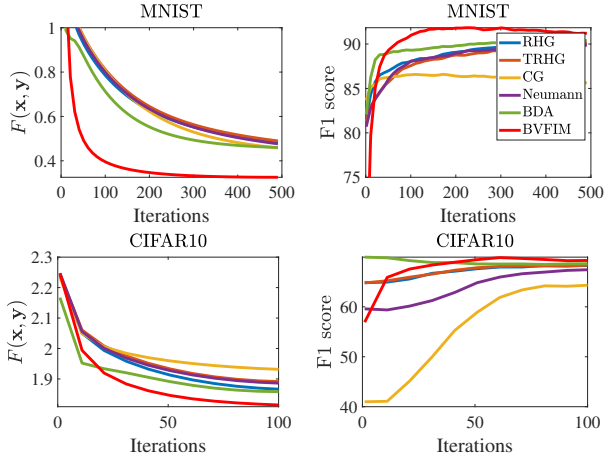 MNIST
F(x, y)
1
0.8
0.6
0.4
0 100 200 300 400 500
Iterations
MNIST
F1 score
90
85
80
75
0 100 200 300 400 500
Iterations
RHG
TRHG
CG
Neumann
BDA
BVFIM
CIFAR10
F(x, y)
2.3
2.2
2.1
2
1.9
0 50 100
Iterations
CIFAR10
F1 score
60
50
40
0 50 100
Iterations